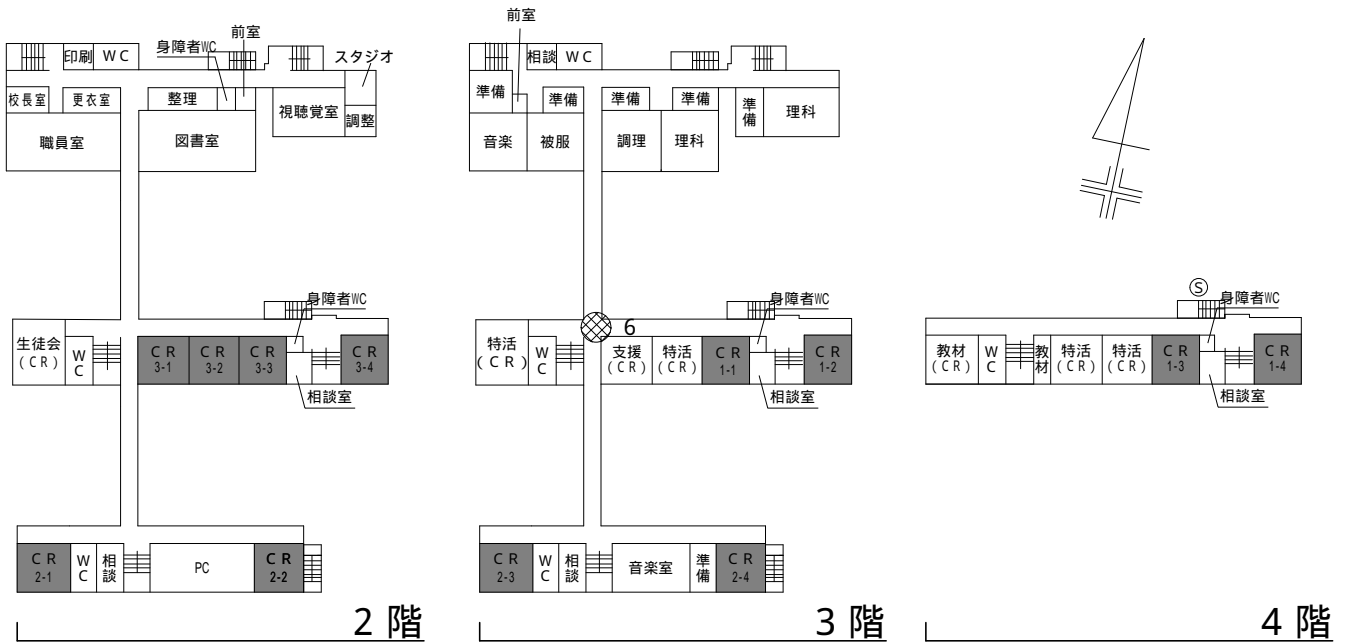 前室
身障者WC
印刷
WC
スタジオ
校長室
更衣室
整理
視聴覚室
調整
職員室
図書室
身障者WC
生徒会
(CR)
WC
CR
3-1
CR
3-2
CR
3-3
CR
3-4
相談室
CR
2-1
WC
相談
PC
CR
2-2
2階
前室
相談
WC
準備
準備
準備
準備
準備
理科
音楽
被服
調理
理科
6
身障者WC
特活
(CR)
WC
支援
(CR)
特活
(CR)
CR
1-1
CR
1-2
相談室
CR
2-3
WC
相談
音楽室
準備
CR
2-4
3階
S
身障者WC
教材
(CR)
WC
教材
特活
(CR)
特活
(CR)
CR
1-3
CR
1-4
相談室
4階